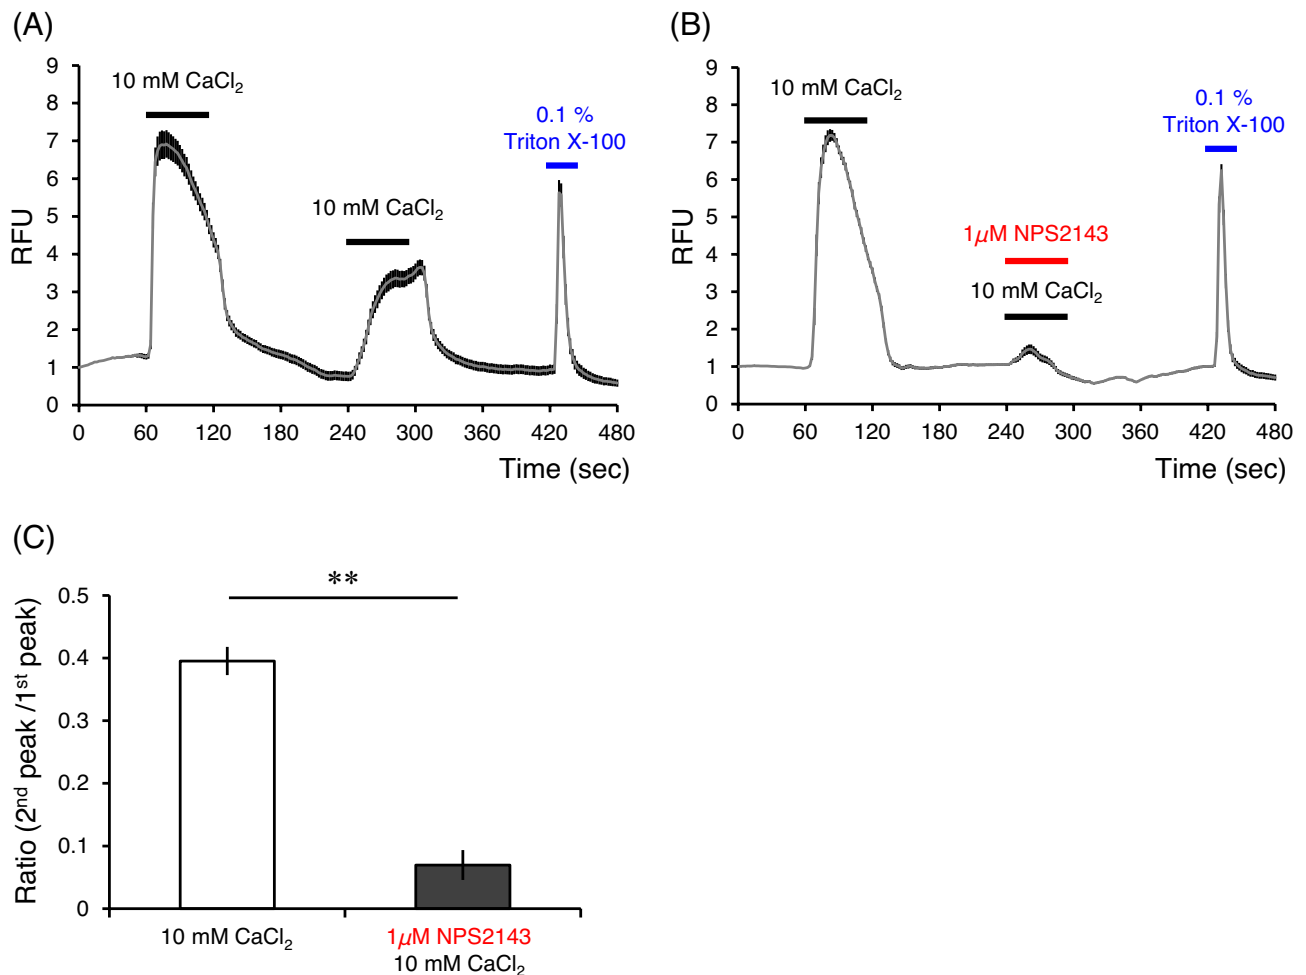 (A)
RFU
9
8
7
6
5
4
3
2
1
0
10 mM CaCl₂
10 mM CaCl₂
0.1 %
Triton X-100
0 60 120 180 240 300 360 420 480
Time (sec)
(B)
RFU
9
8
7
6
5
4
3
2
1
0
10 mM CaCl₂
1μM NPS2143
10 mM CaCl₂
0.1 %
Triton X-100
0 60 120 180 240 300 360 420 480
Time (sec)
(C)
Ratio (2ⁿᵈ peak /1ˢᵗ peak)
0.5
0.4
0.3
0.2
0.1
0
**
10 mM CaCl₂
1μM NPS2143
10 mM CaCl₂